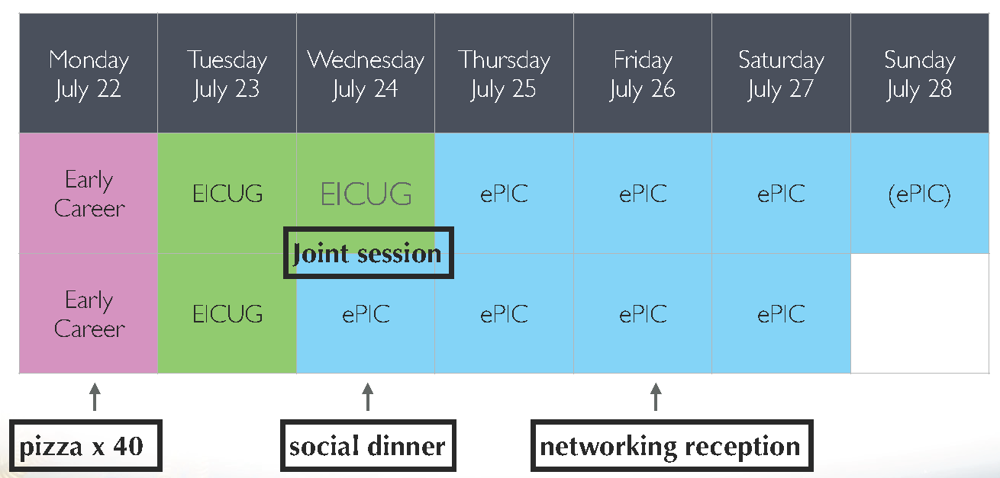 Monday
July 22
Tuesday
July 23
Wednesday
July 24
Thursday
July 25
Friday
July 26
Saturday
July 27
Sunday
July 28
Early
Career
EICUG
EICUG
ePIC
ePIC
ePIC
(ePIC)
Joint session
Early
Career
EICUG
ePIC
ePIC
ePIC
ePIC
pizza x 40
social dinner
networking reception